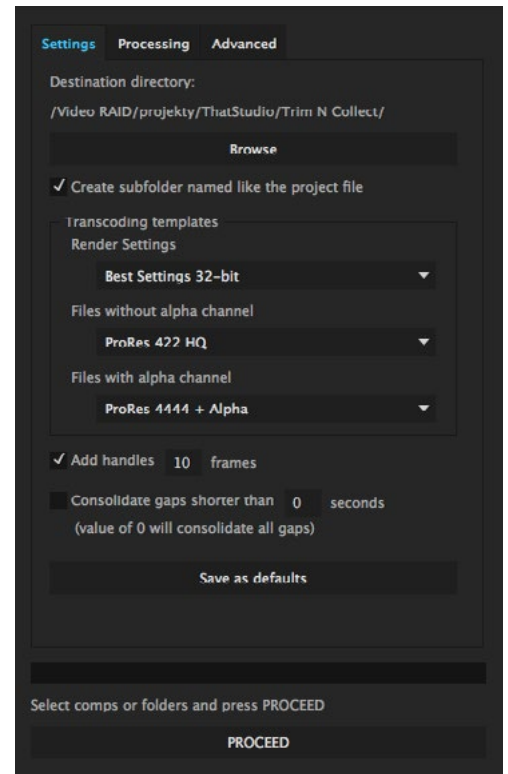 Settings Processing Advanced
Destination directory:
/Video RAID/projekty/ThatStudio/Trim N Collect/
Browse
Create subfolder named like the project file
Transcoding templates
Render Settings
Best Settings 32-bit
Files without alpha channel
ProRes 422 HQ
Files with alpha channel
ProRes 4444 + Alpha
Add handles 10 frames
Consolidate gaps shorter than 0 seconds
(value of 0 will consolidate all gaps)
Save as defaults
Select comps or folders and press PROCEED
PROCEED